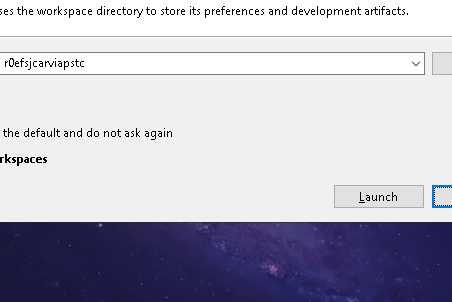 ses the workspace directory to store its preferences and development artifacts.
r0efsjcarviapstc
the default and do not ask again
rkspaces
Launch